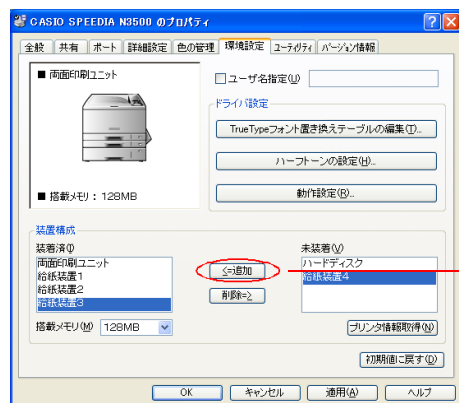 CASIO SPEEDIA N3500 のプロパティ
全般 共有 ポート 詳細設定 色の管理 環境設定 ユーティリティ バージョン情報
■ 両面印刷ユニット
ユーザ名指定(U)
ドライバ設定
TrueTypeフォント置き換えテーブルの編集(T)...
ハーフトーンの設定(H)...
動作設定(R)...
■ 搭載メモリ : 128MB
装置構成
装着済(I)
未装着(V)
両面印刷ユニット
給紙装置1
給紙装置2
給紙装置3
<=追加
削除=>
ハードディスク
給紙装置4
搭載メモリ(M) 128MB
プリンタ情報取得(N)
初期値に戻す(D)
OK キャンセル 適用(A) ヘルプ